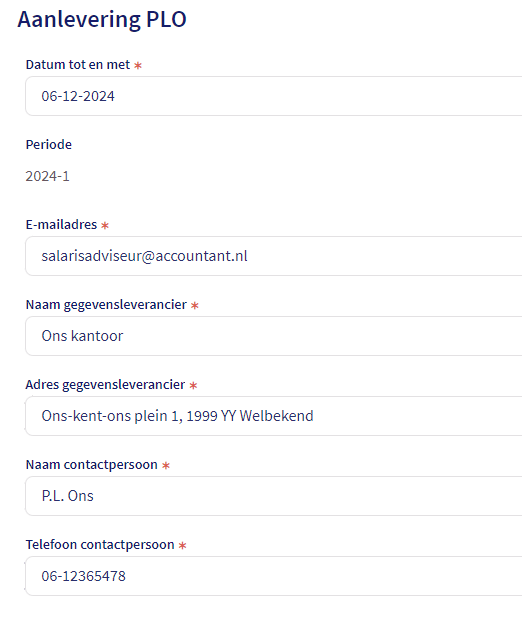 Aanlevering PLO
Datum tot en met *
06-12-2024
Periode
2024-1
E-mailadres *
salarisadviseur@accountant.nl
Naam gegevensleverancier *
Ons kantoor
Adres gegevensleverancier *
Ons-kent-ons plein 1, 1999 YY Welbekend
Naam contactpersoon *
P.L. Ons
Telefoon contactpersoon *
06-12365478